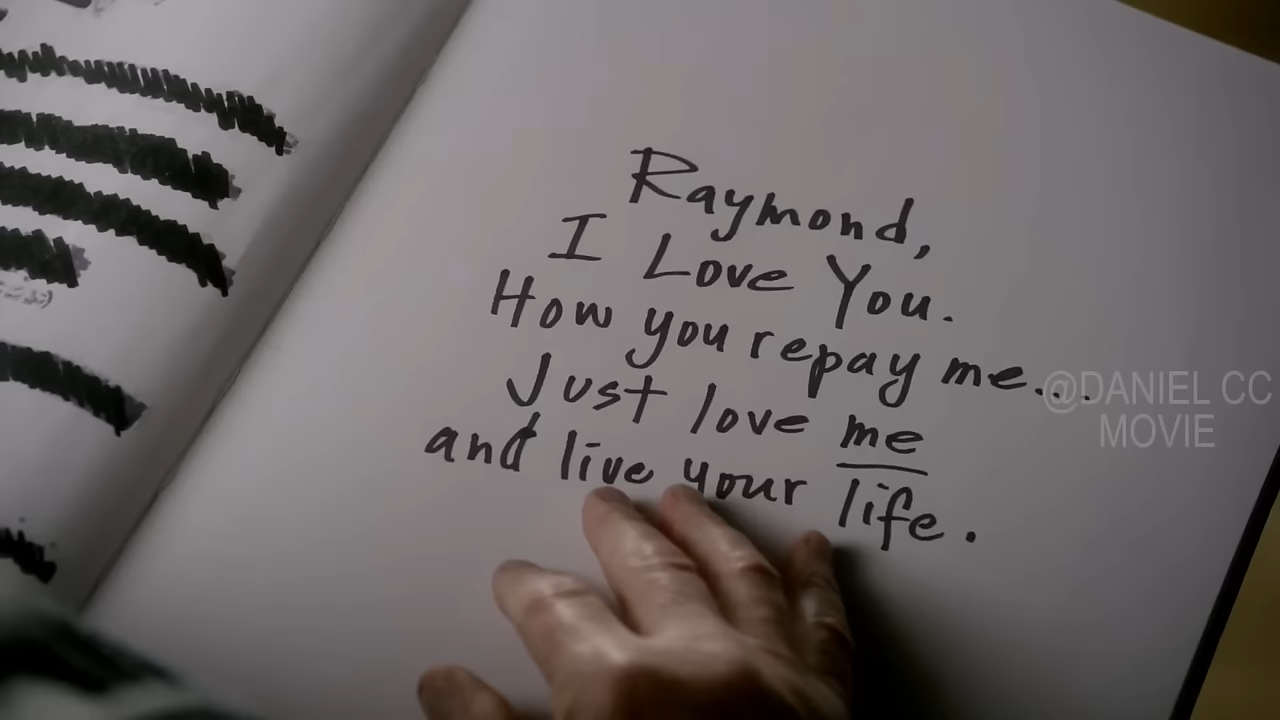 Raymond,
I Love You.
How you repay me...
Just love me
and live your life.
@DANIEL CC
MOVIE